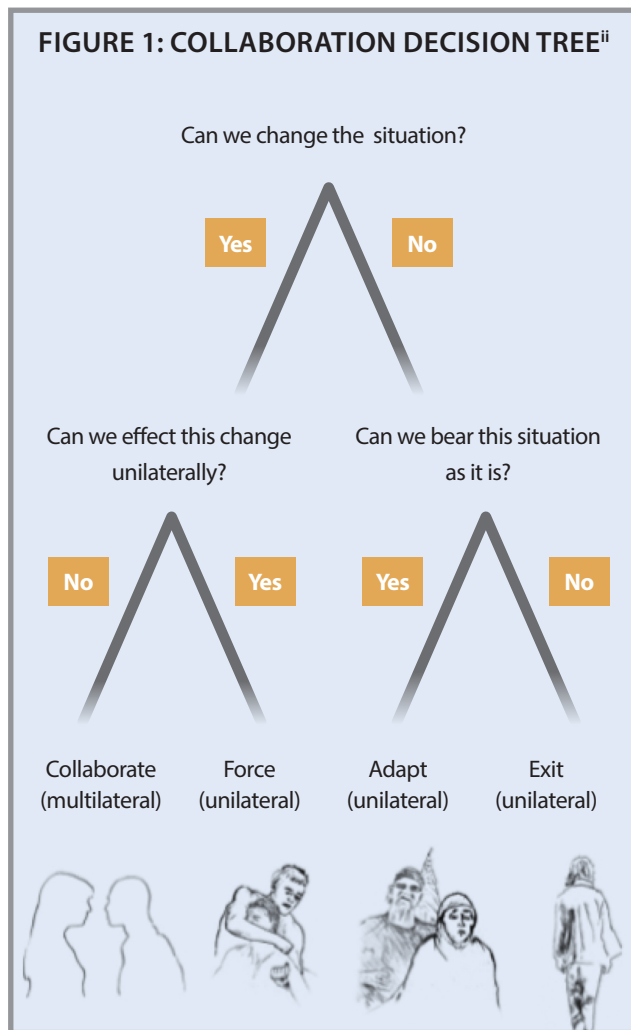 FIGURE 1: COLLABORATION DECISION TREEii
Can we change the situation?
Yes
No
Can we effect this change
unilaterally?
Can we bear this situation
as it is?
No
Yes
Yes
No
Collaborate
(multilateral)
Force
(unilateral)
Adapt
(unilateral)
Exit
(unilateral)